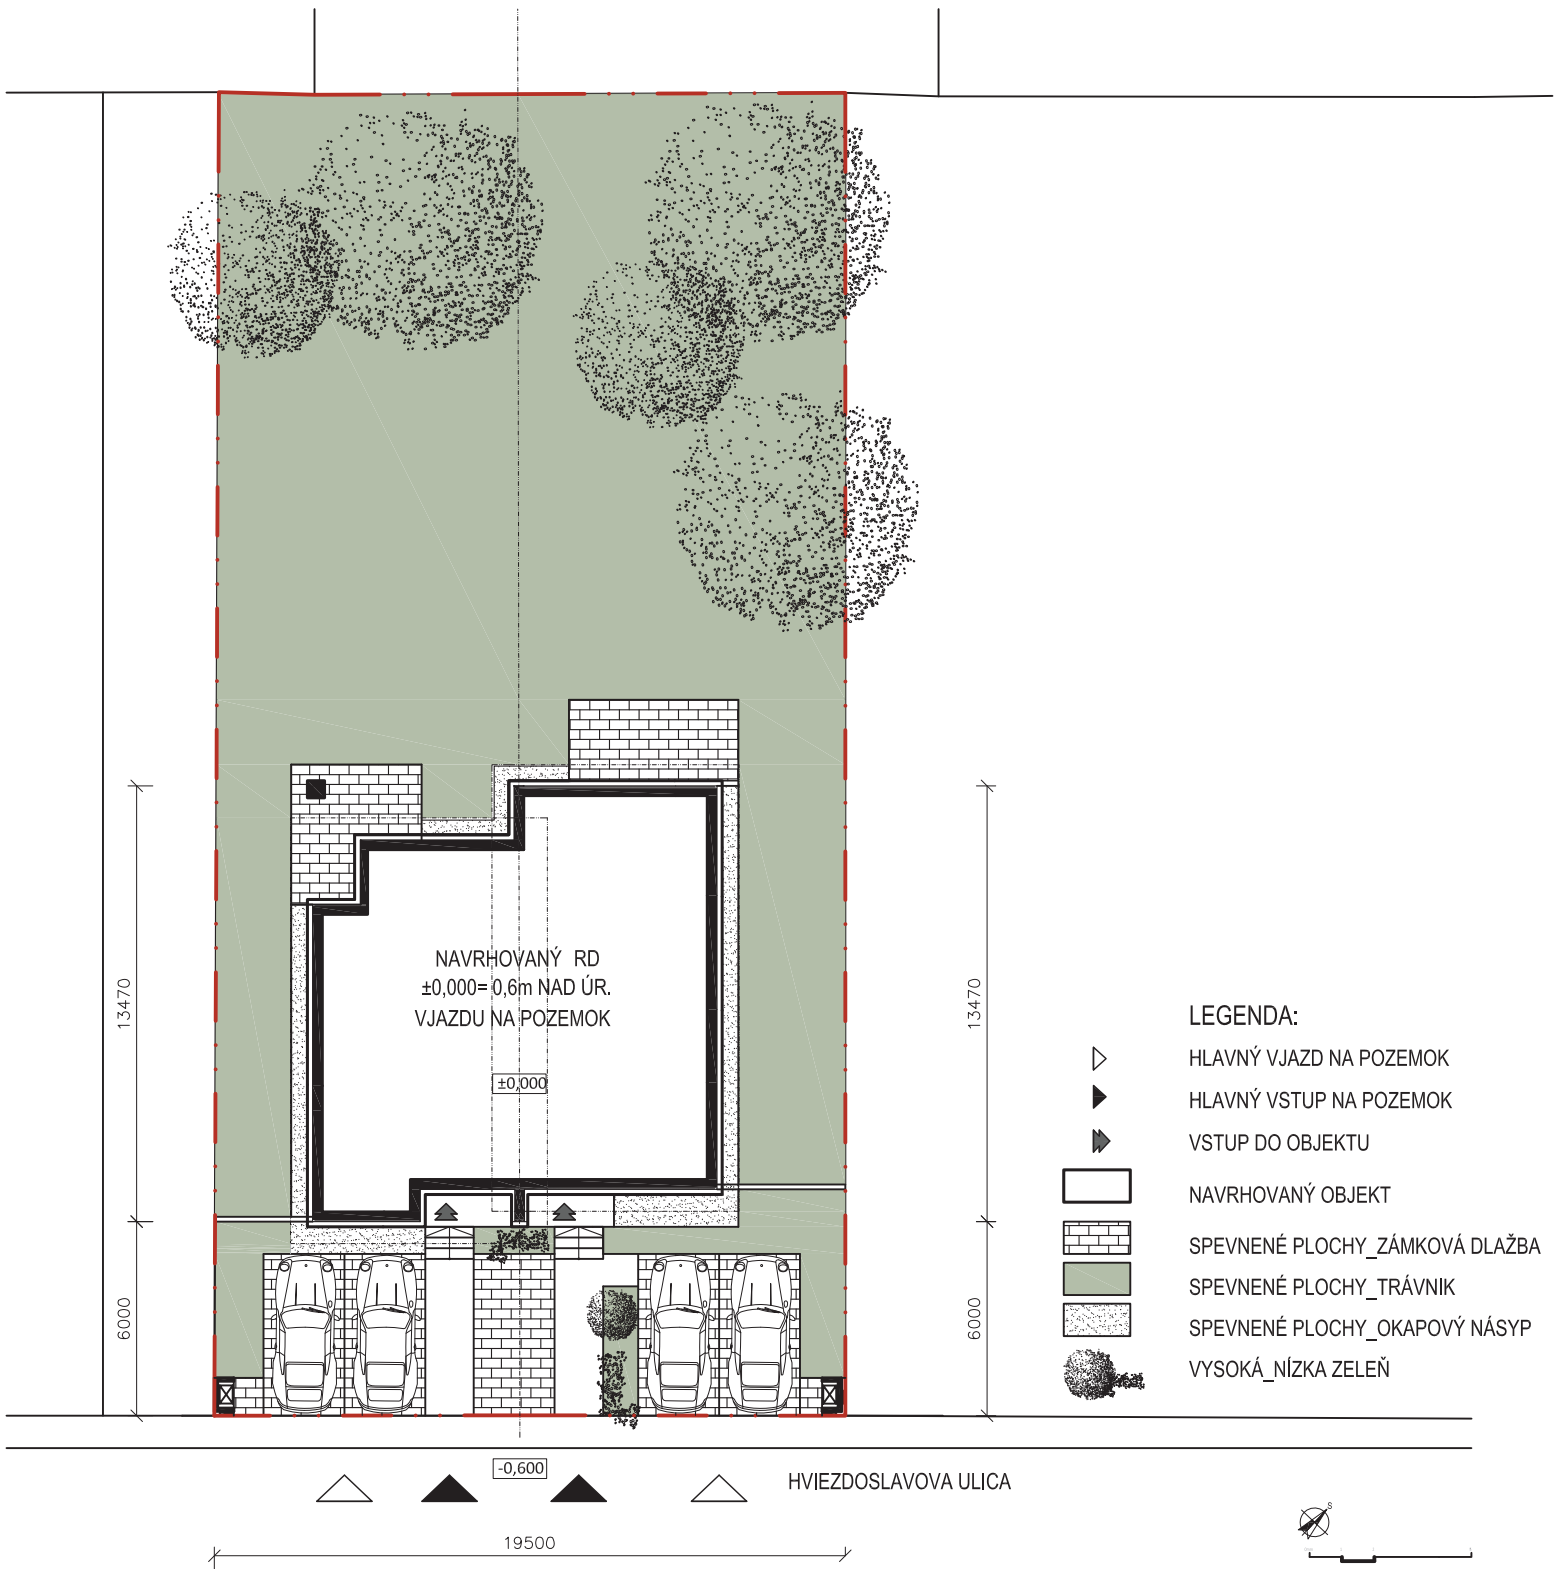 NAVRHOVANÝ RD
±0,000= 0,6m NAD ÚR.
VJAZDU NA POZEMOK
±0,000
13470
6000
13470
6000
LEGENDA:
HLAVNÝ VJAZD NA POZEMOK
HLAVNÝ VSTUP NA POZEMOK
VSTUP DO OBJEKTU
NAVRHOVANÝ OBJEKT
SPEVNENÉ PLOCHY_ZÁMKOVÁ DLAŽBA
SPEVNENÉ PLOCHY_TRÁVNIK
SPEVNENÉ PLOCHY_OKAPOVÝ NÁSYP
VYSOKÁ_NÍZKA ZELEŇ
-0,600
HVIEZDOSLAVOVA ULICA
19500
S